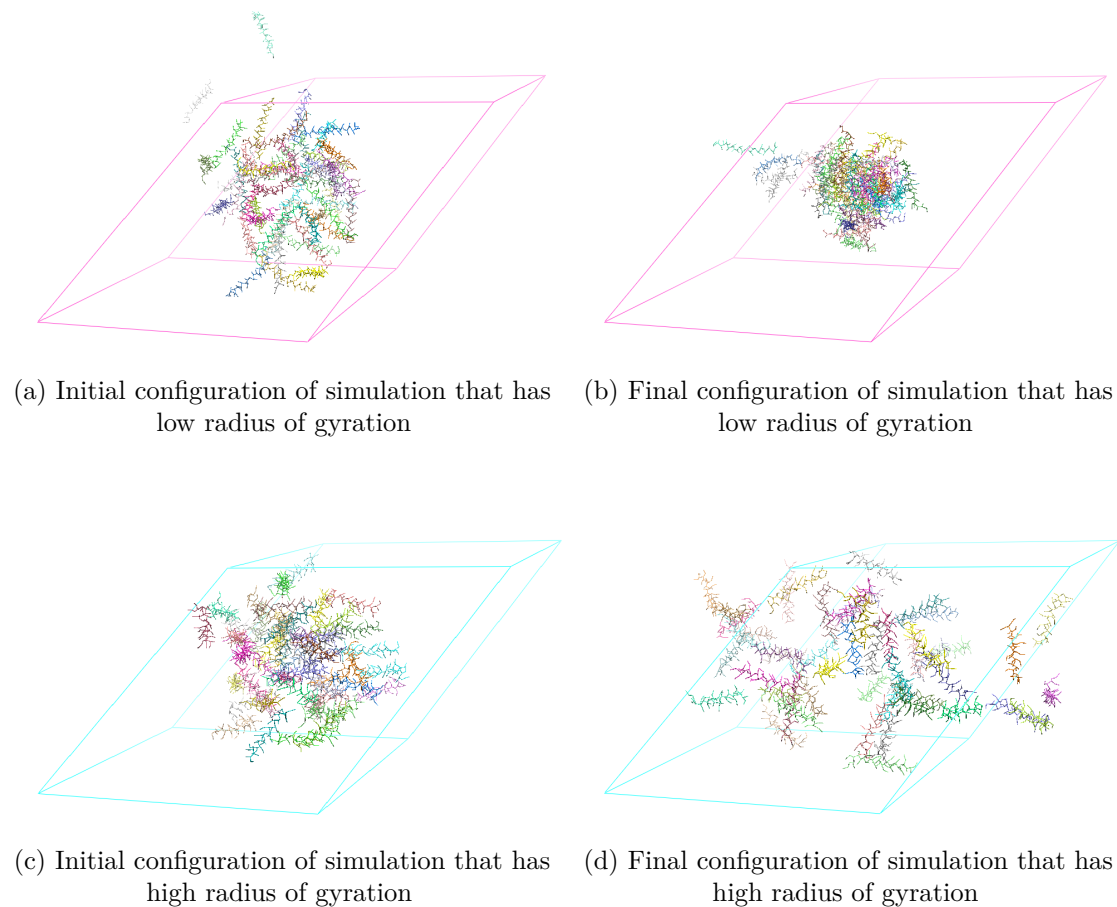 (a) Initial configuration of simulation that has
low radius of gyration
(b) Final configuration of simulation that has
low radius of gyration
(c) Initial configuration of simulation that has
high radius of gyration
(d) Final configuration of simulation that has
high radius of gyration